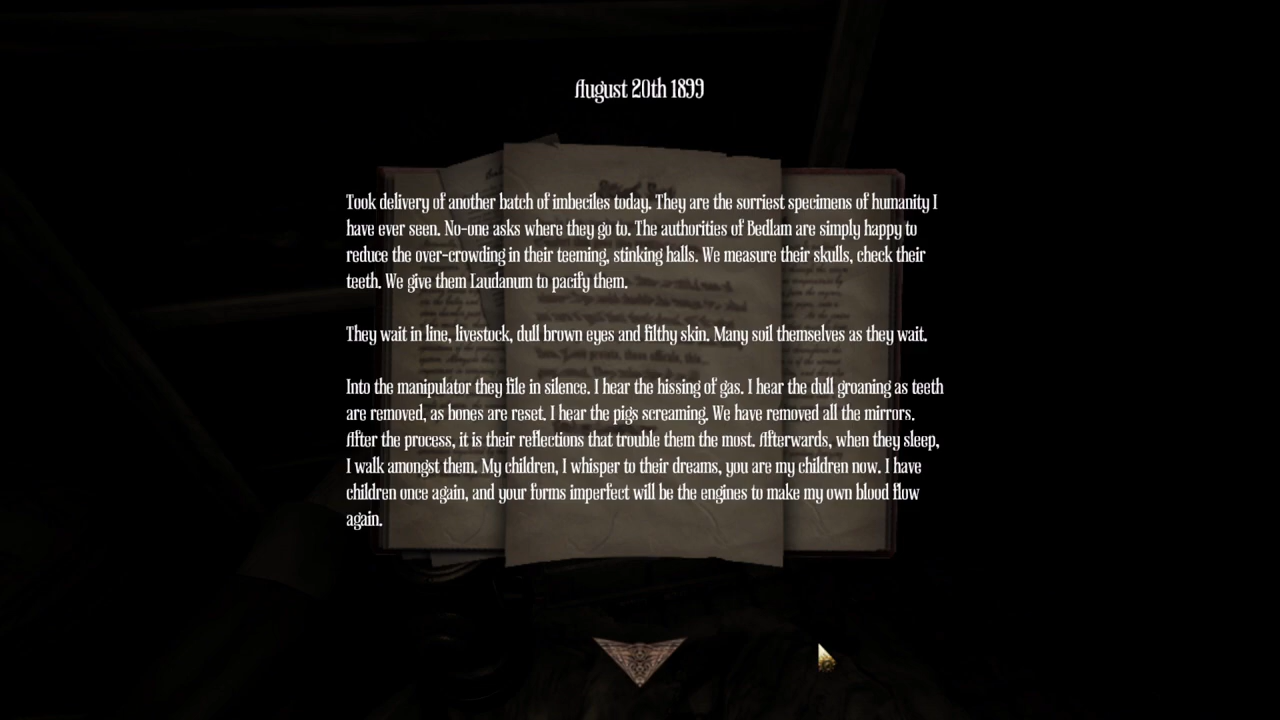 August 20th 1899
Took delivery of another batch of imbeciles today. They are the sorriest specimens of humanity I
have ever seen. No-one asks where they go to. The authorities of Bedlam are simply happy to
reduce the over-crowding in their teeming, stinking halls. We measure their skulls, check their
teeth. We give them Laudanum to pacify them.
They wait in line, livestock, dull brown eyes and filthy skin. Many soil themselves as they wait.
Into the manipulator they file in silence. I hear the hissing of gas. I hear the dull groaning as teeth
are removed, as bones are reset. I hear the pigs screaming. We have removed all the mirrors.
After the process, it is their reflections that trouble them the most. Afterwards, when they sleep,
I walk amongst them. My children, I whisper to their dreams, you are my children now. I have
children once again, and your forms imperfect will be the engines to make my own blood flow
again.